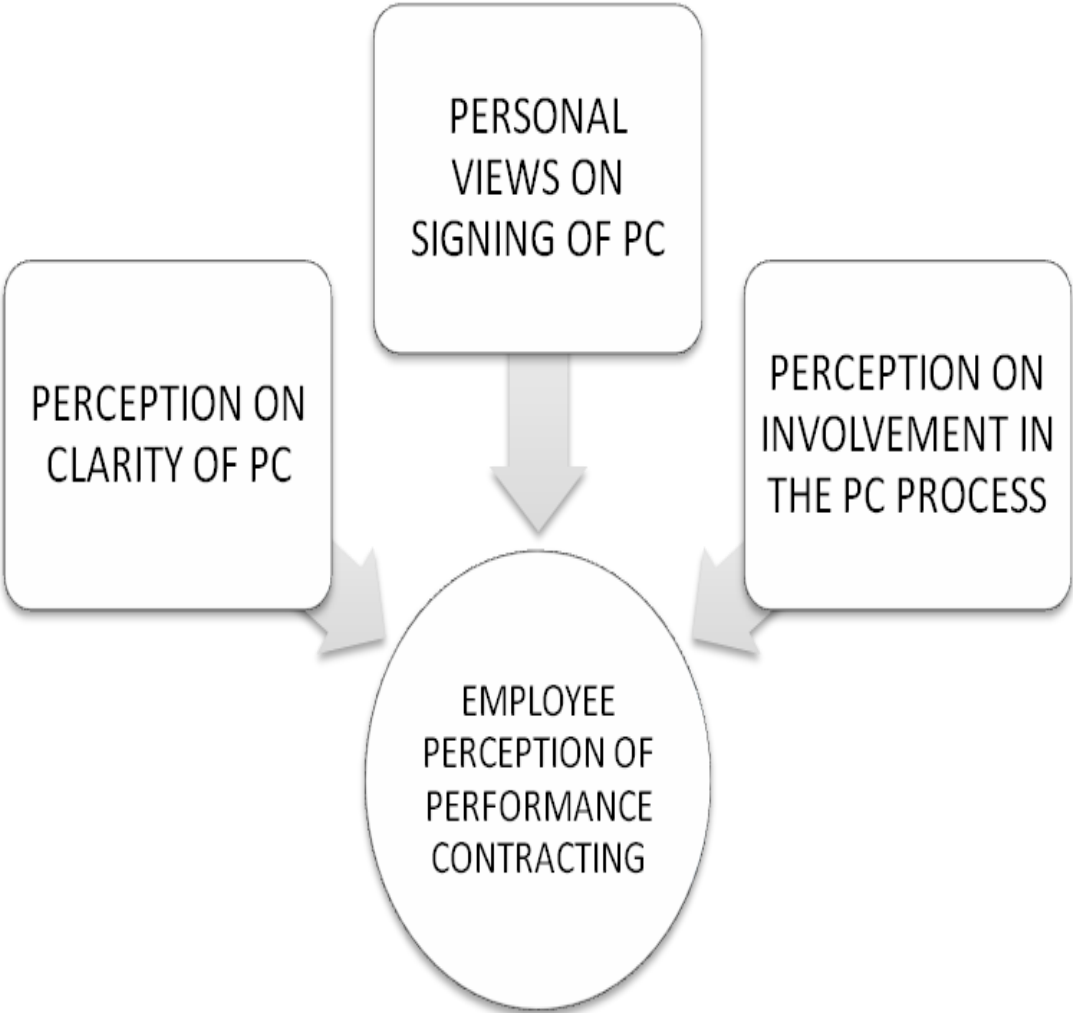 PERSONAL
VIEWS ON
SIGNING OF PC
PERCEPTION ON
CLARITY OF PC
PERCEPTION ON
INVOLVEMENT IN
THE PC PROCESS
EMPLOYEE
PERCEPTION OF
PERFORMANCE
CONTRACTING